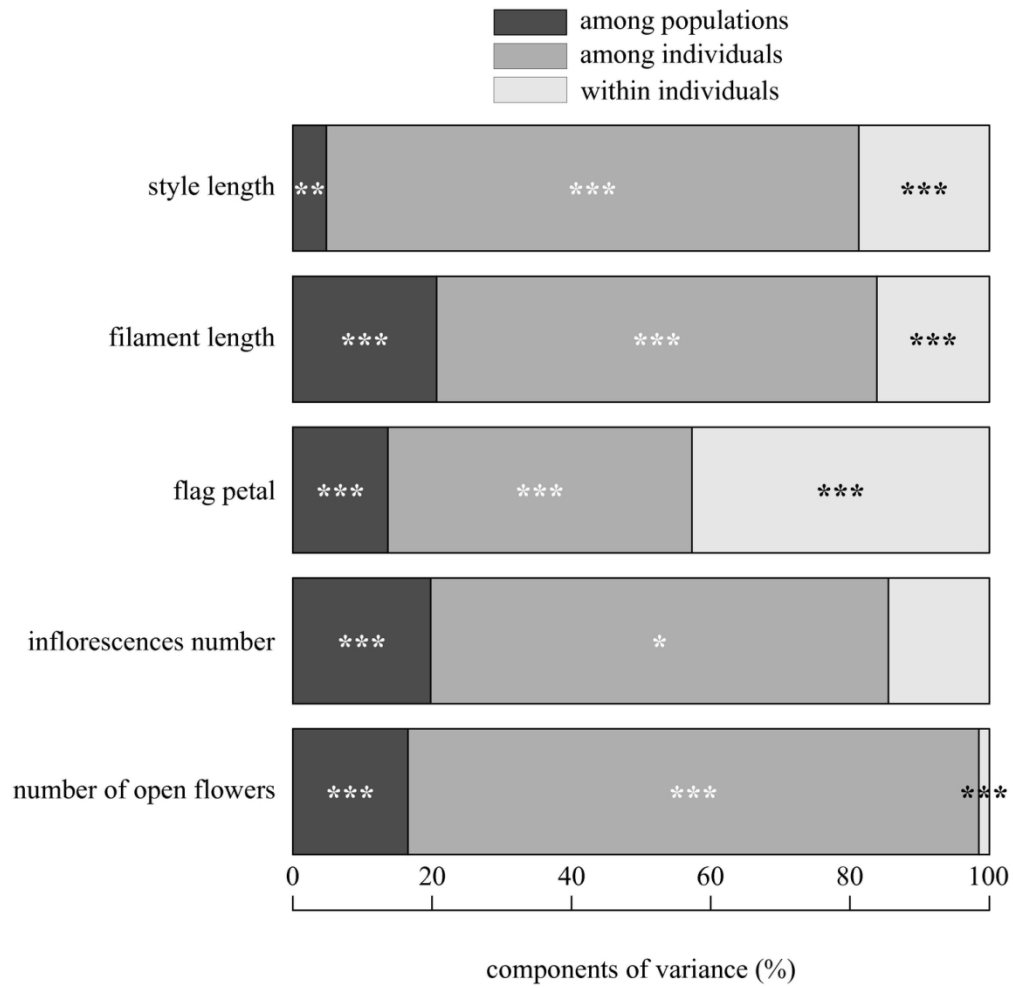 among populations
among individuals
within individuals
style length ** *** ***
filament length *** *** ***
flag petal *** *** ***
inflorescences number *** *
number of open flowers *** *** ***
0 20 40 60 80 100
components of variance (%)